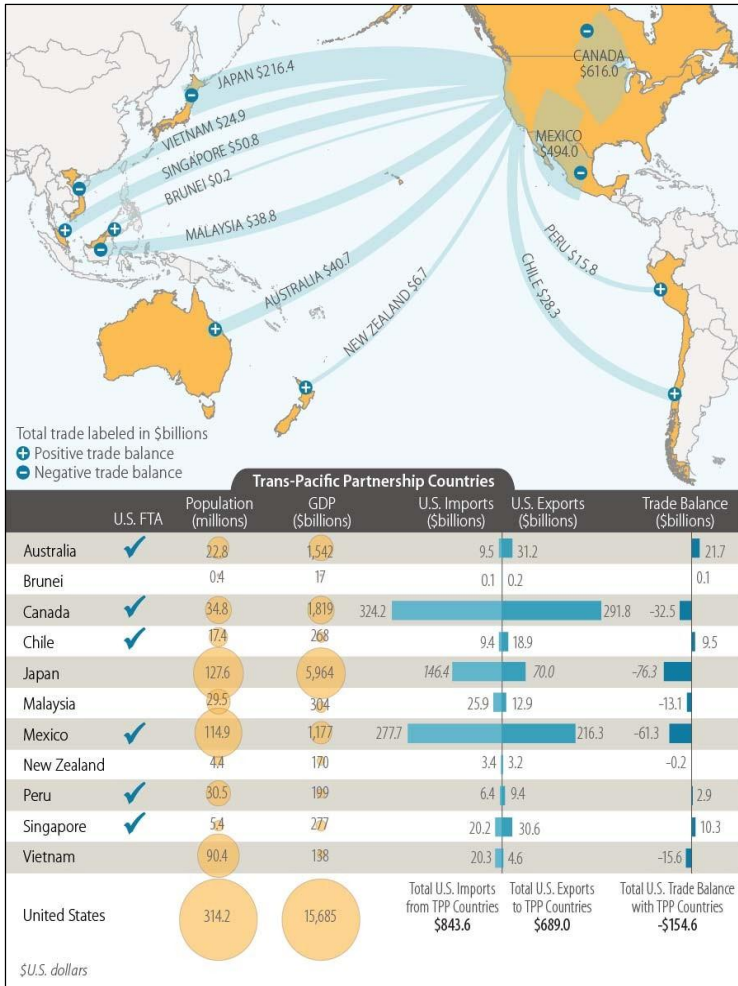 CANADA
$616.0
JAPAN $216.4
VIETNAM $24.9
SINGAPORE $50.8
BRUNEI $0.2
MEXICO
$494.0
MALAYSIA $38.8
AUSTRALIA $40.7
NEW ZEALAND $6.7
PERU $15.8
CHILE $28.3
Total trade labeled in $billions
+ Positive trade balance
− Negative trade balance
Trans-Pacific Partnership Countries
U.S. FTA Population (millions) GDP ($billions) U.S. Imports ($billions) U.S. Exports ($billions) Trade Balance ($billions)
Australia ✓ 22.8 1,542 9.5 31.2 21.7
Brunei 0.4 17 0.1 0.2 0.1
Canada ✓ 34.8 1,819 324.2 291.8 -32.5
Chile ✓ 17.4 268 9.4 18.9 9.5
Japan 127.6 5,964 146.4 70.0 -76.3
Malaysia 29.5 304 25.9 12.9 -13.1
Mexico ✓ 114.9 1,177 277.7 216.3 -61.3
New Zealand 4.4 170 3.4 3.2 -0.2
Peru ✓ 30.5 199 6.4 9.4 2.9
Singapore ✓ 5.4 277 20.2 30.6 10.3
Vietnam 90.4 138 20.3 4.6 -15.6
United States 314.2 15,685
Total U.S. Imports
from TPP Countries
$843.6
Total U.S. Exports
to TPP Countries
$689.0
Total U.S. Trade Balance
with TPP Countries
-$154.6
$U.S. dollars